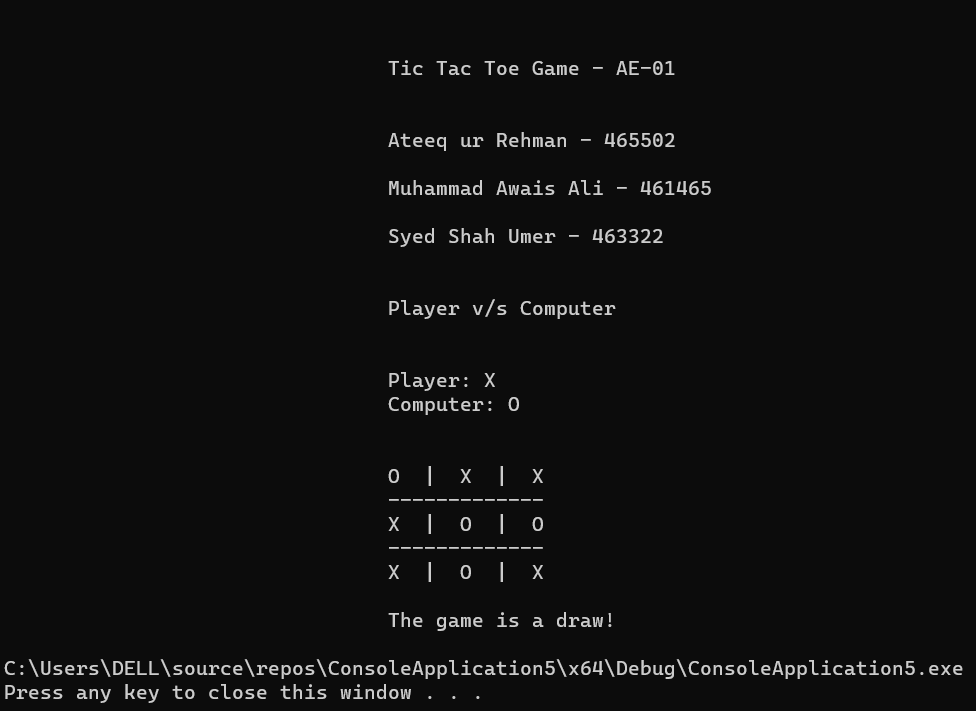 Tic Tac Toe Game - AE-01
Ateeq ur Rehman - 465502
Muhammad Awais Ali - 461465
Syed Shah Umer - 463322
Player v/s Computer
Player: X
Computer: O
O  |  X  |  X
-------------
X  |  O  |  O
-------------
X  |  O  |  X
The game is a draw!
C:\Users\DELL\source\repos\ConsoleApplication5\x64\Debug\ConsoleApplication5.exe
Press any key to close this window . . .